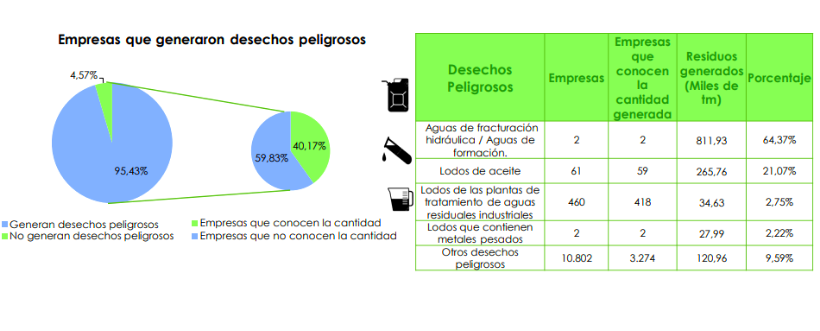 Empresas que generaron desechos peligrosos
4,57%
95,43%
59,83%
40,17%
Generan desechos peligrosos
No generan desechos peligrosos
Empresas que conocen la cantidad
Empresas que no conocen la cantidad
Desechos Peligrosos | Empresas | Empresas que conocen la cantidad generada | Residuos generados (Miles de tm) | Porcentaje
Aguas de fracturación hidráulica / Aguas de formación. | 2 | 2 | 811,93 | 64,37%
Lodos de aceite | 61 | 59 | 265,76 | 21,07%
Lodos de las plantas de tratamiento de aguas residuales industriales | 460 | 418 | 34,63 | 2,75%
Lodos que contienen metales pesados | 2 | 2 | 27,99 | 2,22%
Otros desechos peligrosos | 10.802 | 3.274 | 120,96 | 9,59%